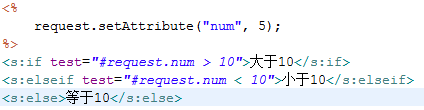 <%
request.setAttribute("num", 5);
%>
<s:if test="#request.num > 10">大于10</s:if>
<s:elseif test="#request.num < 10">小于10</s:elseif>
<s:else>等于10</s:else>